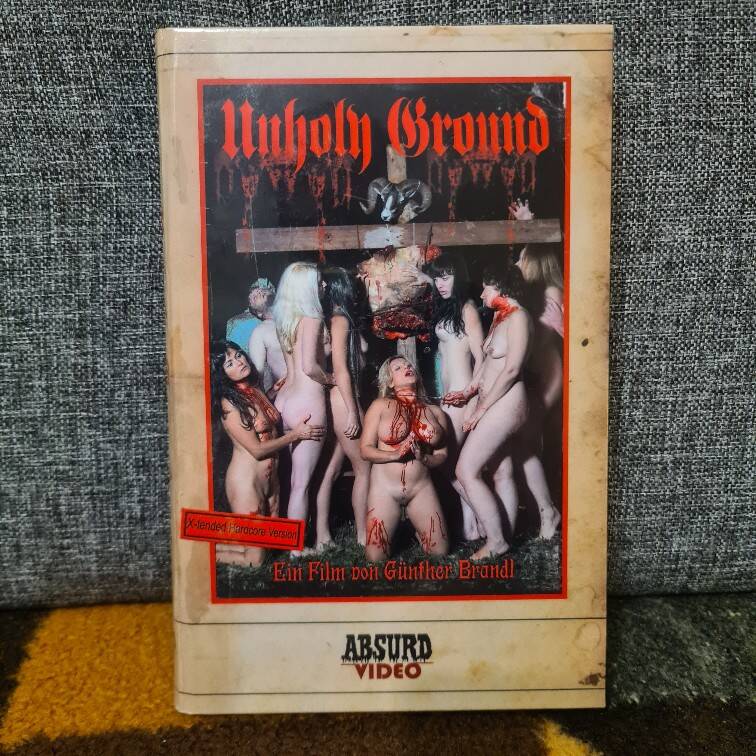 Unholy Ground
X-tended Hardcore Version
Ein Film von Günther Brandl
ABSURD
VIDEO